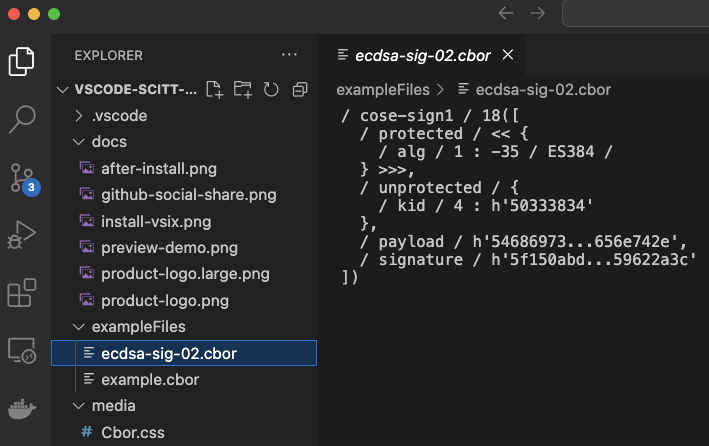 EXPLORER
VSCODE-SCITT-...
.vscode
docs
after-install.png
github-social-share.png
install-vsix.png
preview-demo.png
product-logo.large.png
product-logo.png
exampleFiles
ecdsa-sig-02.cbor
example.cbor
media
# Cbor.css
3
ecdsa-sig-02.cbor
exampleFiles > ecdsa-sig-02.cbor
/ cose-sign1 / 18([
/ protected / << {
/ alg / 1 : -35 / ES384 /
} >>>,
/ unprotected / {
/ kid / 4 : h'50333834'
},
/ payload / h'54686973...656e742e',
/ signature / h'5f150abd...59622a3c'
])